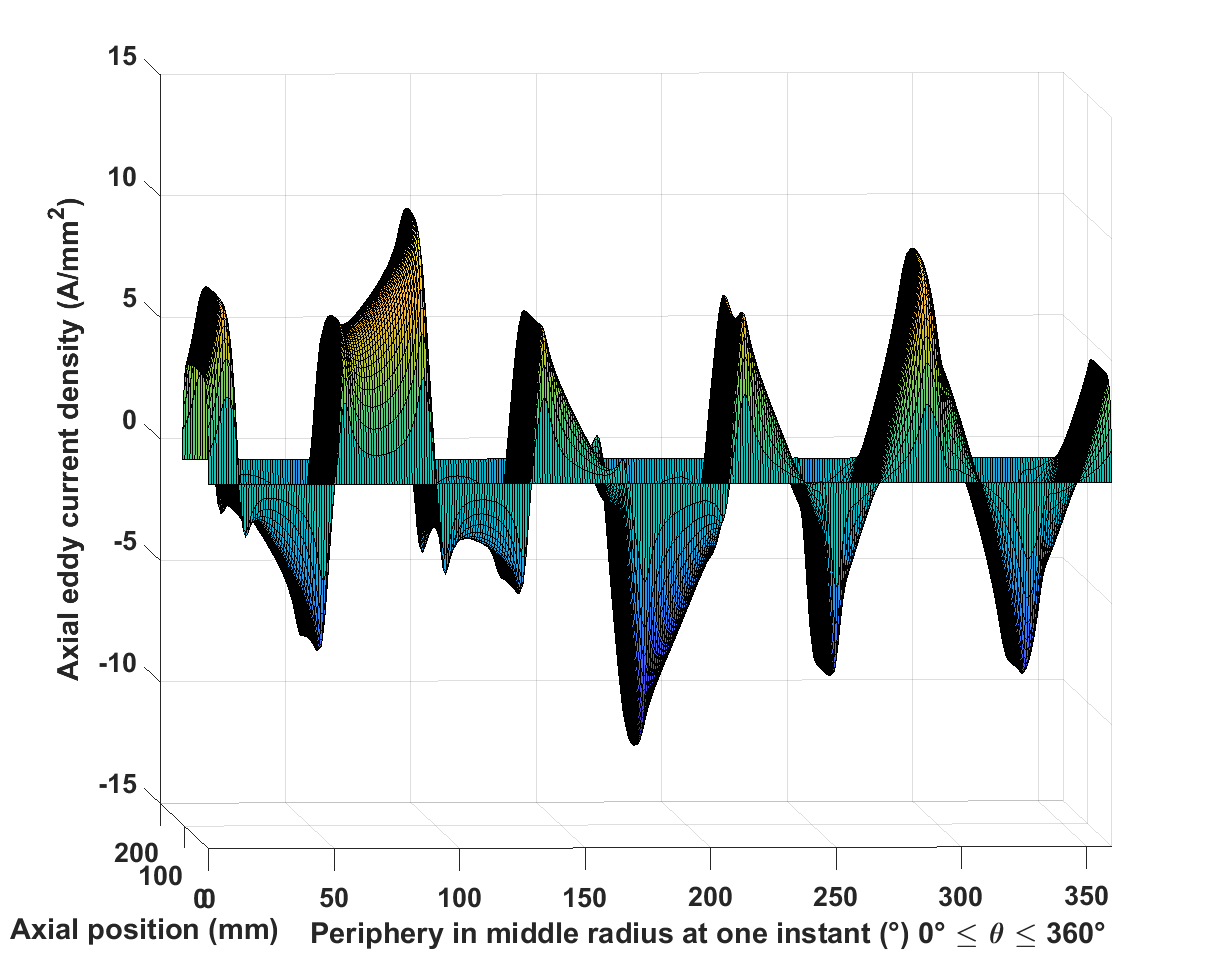 15
10
5
0
-5
-10
-15
Axial eddy current density (A/mm²)
200
100
0
0 50 100 150 200 250 300 350
Axial position (mm)
Periphery in middle radius at one instant (°) 0° ≤ θ ≤ 360°